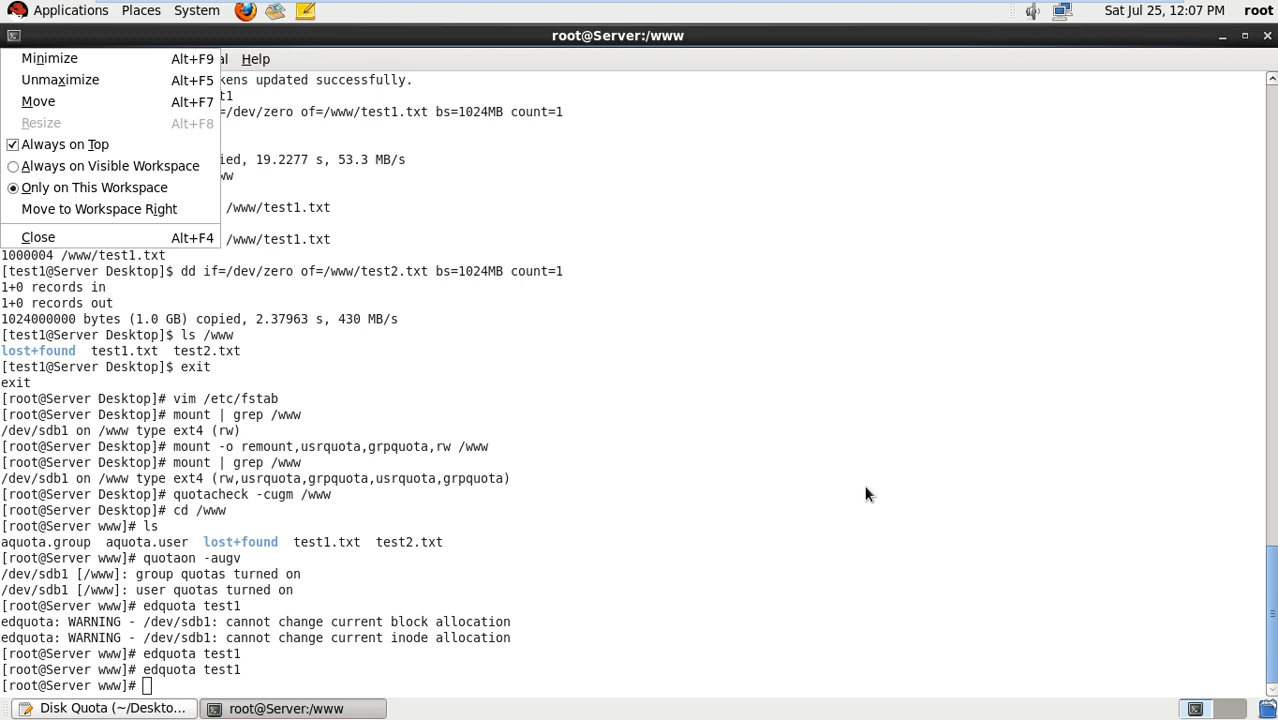 Applications Places System
Sat Jul 25, 12:07 PM root
root@Server:/www
Minimize Alt+F9
Unmaximize Alt+F5
Move Alt+F7
Resize Alt+F8
Always on Top
Always on Visible Workspace
Only on This Workspace
Move to Workspace Right
Close Alt+F4
al Help
kens updated successfully.
t1
=/dev/zero of=/www/test1.txt bs=1024MB count=1
ied, 19.2277 s, 53.3 MB/s
ww
/www/test1.txt
/www/test1.txt
1000004 /www/test1.txt
[test1@Server Desktop]$ dd if=/dev/zero of=/www/test2.txt bs=1024MB count=1
1+0 records in
1+0 records out
1024000000 bytes (1.0 GB) copied, 2.37963 s, 430 MB/s
[test1@Server Desktop]$ ls /www
lost+found test1.txt test2.txt
[test1@Server Desktop]$ exit
exit
[root@Server Desktop]# vim /etc/fstab
[root@Server Desktop]# mount | grep /www
/dev/sdb1 on /www type ext4 (rw)
[root@Server Desktop]# mount -o remount,usrquota,grpquota,rw /www
[root@Server Desktop]# mount | grep /www
/dev/sdb1 on /www type ext4 (rw,usrquota,grpquota,usrquota,grpquota)
[root@Server Desktop]# quotacheck -cugm /www
[root@Server Desktop]# cd /www
[root@Server www]# ls
aquota.group aquota.user lost+found test1.txt test2.txt
[root@Server www]# quotaon -augv
/dev/sdb1 [/www]: group quotas turned on
/dev/sdb1 [/www]: user quotas turned on
[root@Server www]# edquota test1
edquota: WARNING - /dev/sdb1: cannot change current block allocation
edquota: WARNING - /dev/sdb1: cannot change current inode allocation
[root@Server www]# edquota test1
[root@Server www]# edquota test1
[root@Server www]#
Disk Quota (~/Deskto...
root@Server:/www